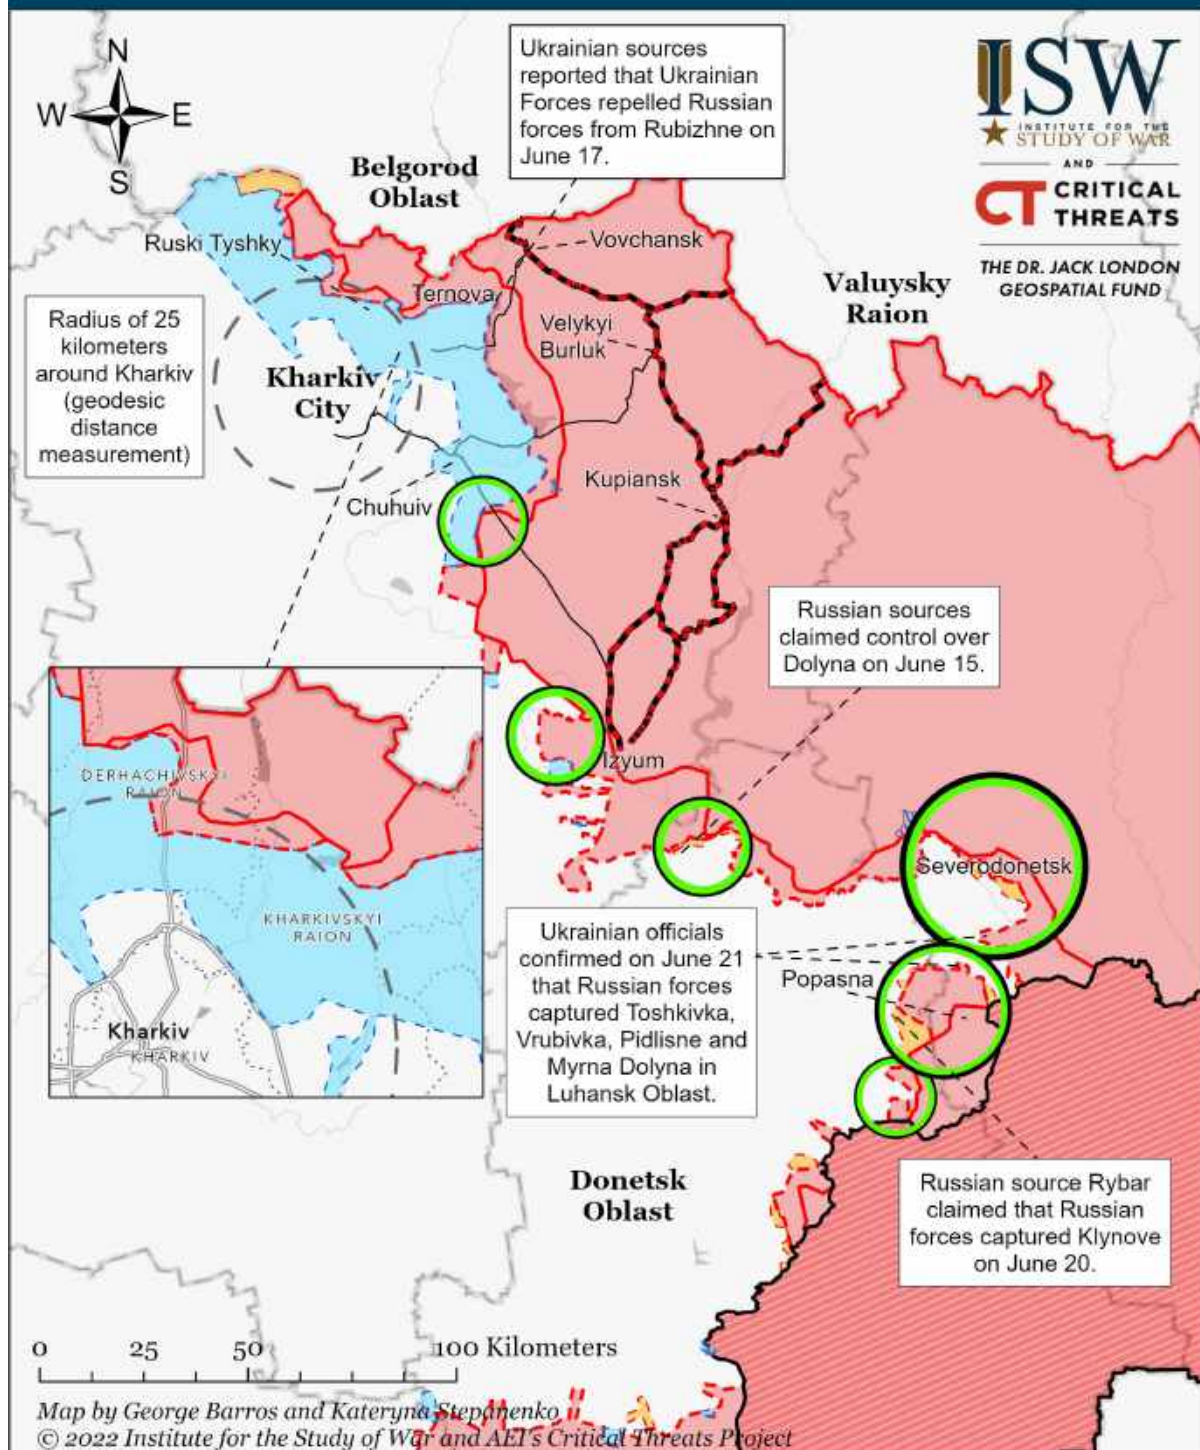 N
W
E
S
Ukrainian sources
reported that Ukrainian
Forces repelled Russian
forces from Rubizhne on
June 17.
ISW
INSTITUTE FOR THE
STUDY OF WAR
AND
CT CRITICAL
THREATS
THE DR. JACK LONDON
GEOSPATIAL FUND
Belgorod
Oblast
Ruski Tyshky
Vovchansk
Ternova
Valuysky
Raion
Radius of 25
kilometers
around Kharkiv
(geodesic
distance
measurement)
Velykyi
Burluk
Kharkiv
City
Kupiansk
Chuhuiv
Russian sources
claimed control over
Dolyna on June 15.
Izyum
DERHACHIVSKYI
RAION
KHARKIVSKYI
RAION
Kharkiv
KHARKIV
Severodonetsk
Ukrainian officials
confirmed on June 21
that Russian forces
captured Toshkivka,
Vrubivka, Pidlisne and
Myrna Dolyna in
Luhansk Oblast.
Popasna
Donetsk
Oblast
Russian source Rybar
claimed that Russian
forces captured Klynove
on June 20.
0 25 50 100 Kilometers
Map by George Barros and Kateryna Stepanenko
© 2022 Institute for the Study of War and AEI's Critical Threats Project